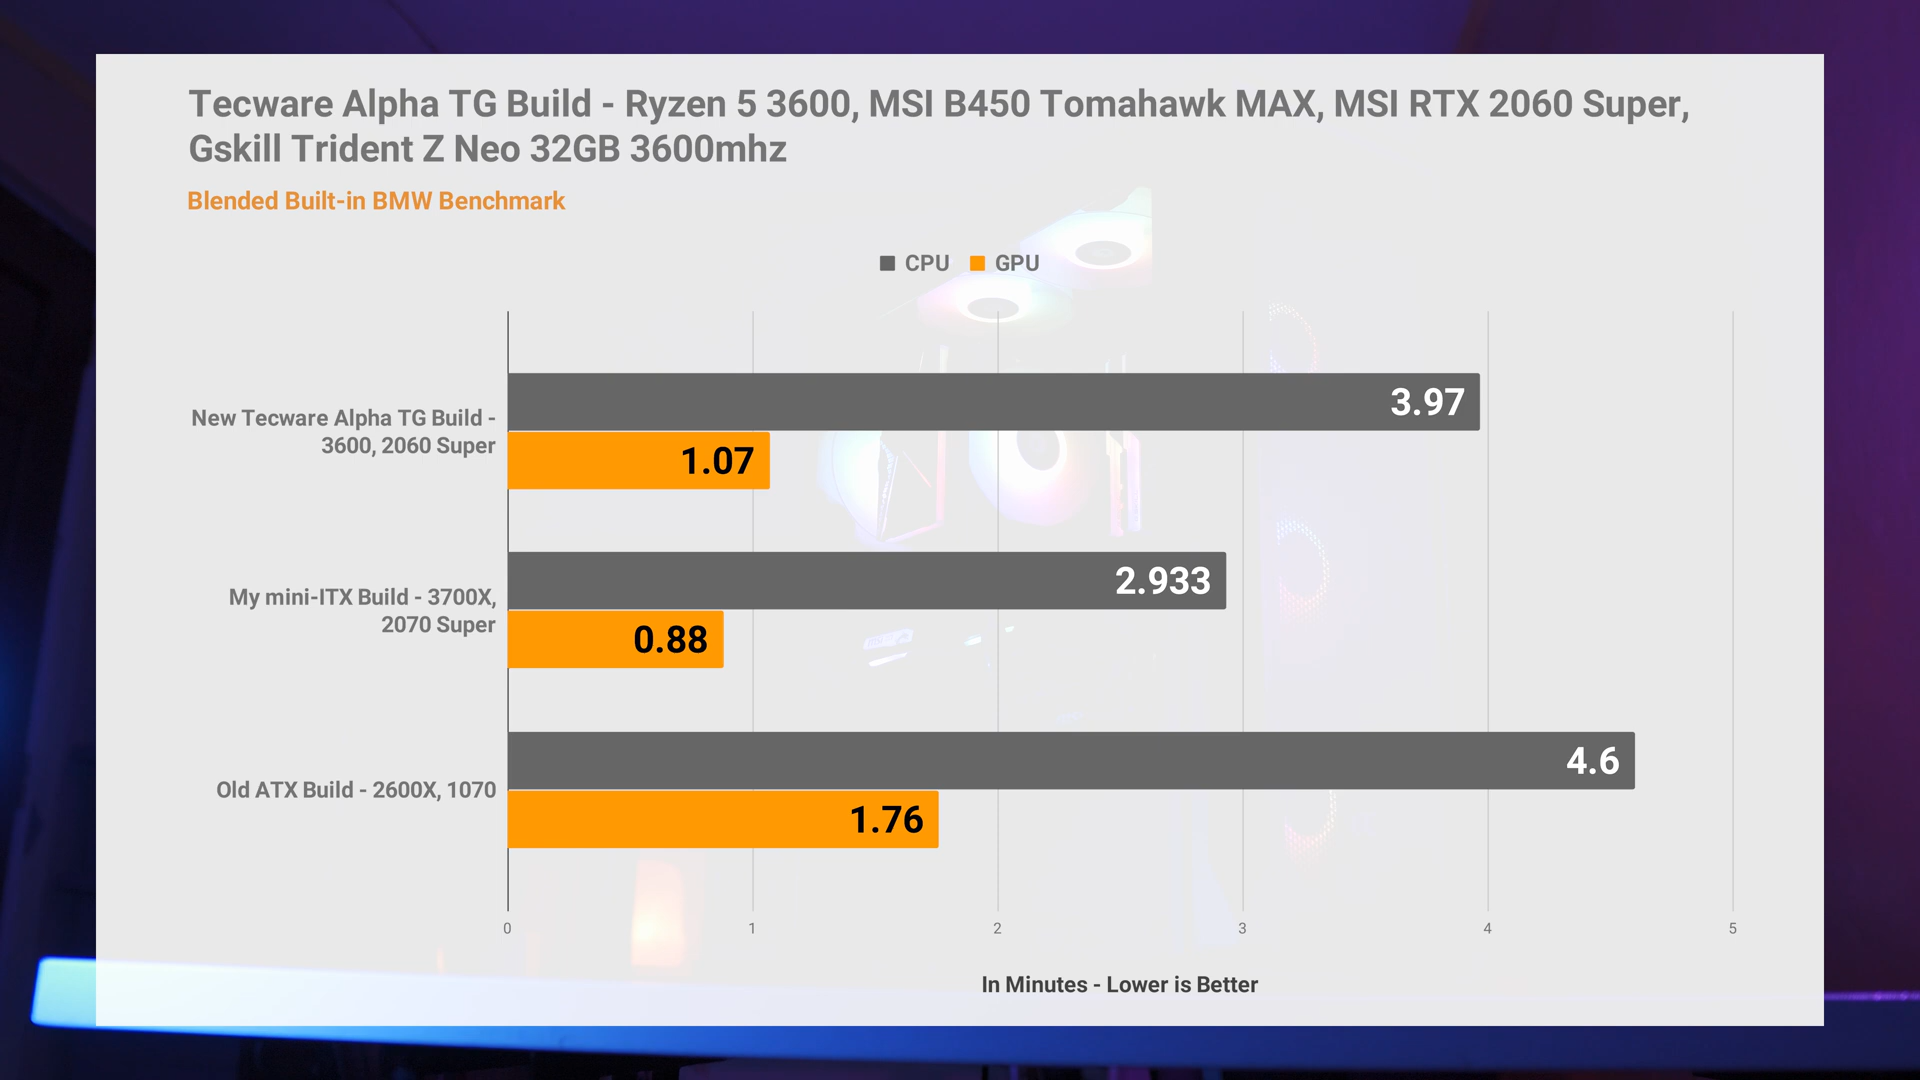 Tecware Alpha TG Build - Ryzen 5 3600, MSI B450 Tomahawk MAX, MSI RTX 2060 Super,
Gskill Trident Z Neo 32GB 3600mhz
Blended Built-in BMW Benchmark
CPU GPU
New Tecware Alpha TG Build -
3600, 2060 Super
3.97
1.07
My mini-ITX Build - 3700X,
2070 Super
2.933
0.88
Old ATX Build - 2600X, 1070
4.6
1.76
0 1 2 3 4 5
In Minutes - Lower is Better